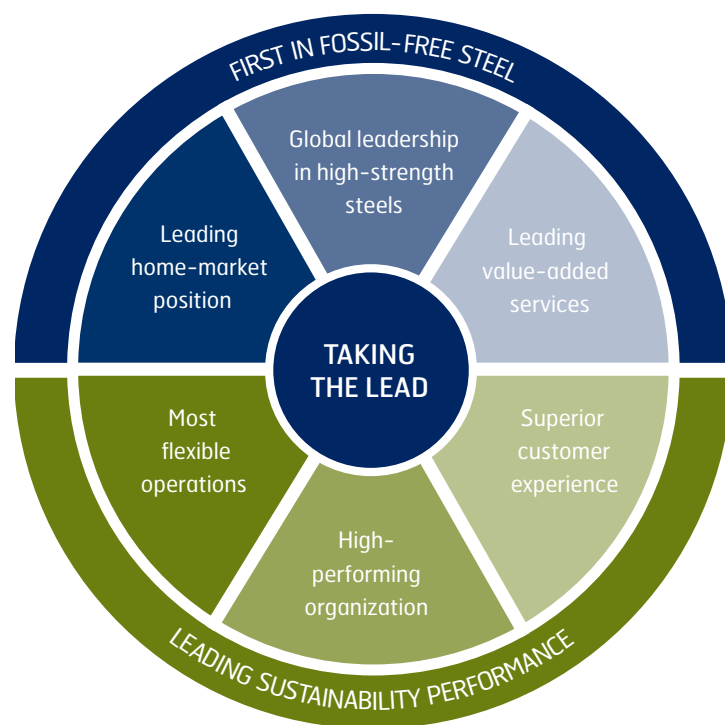 FIRST IN FOSSIL-FREE STEEL
Global leadership
in high-strength
steels
Leading
home-market
position
Leading
value-added
services
TAKING
THE LEAD
Most
flexible
operations
Superior
customer
experience
High-
performing
organization
LEADING SUSTAINABILITY PERFORMANCE